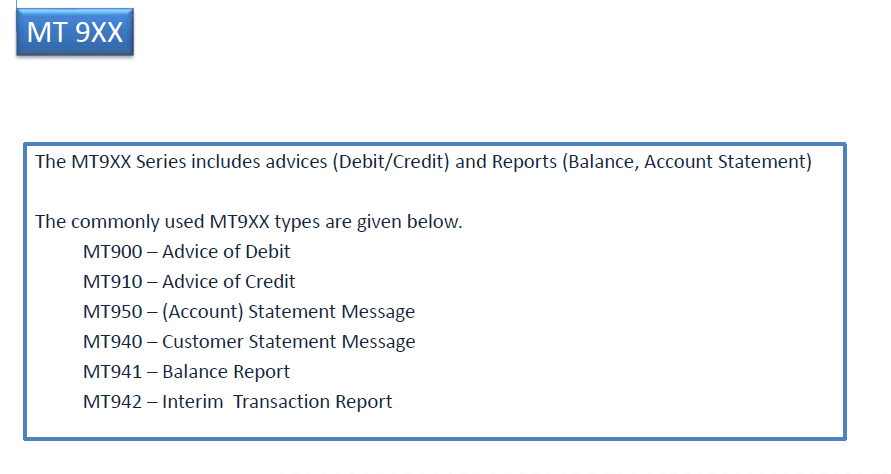 MT 9XX
The MT9XX Series includes advices (Debit/Credit) and Reports (Balance, Account Statement)
The commonly used MT9XX types are given below.
MT900 – Advice of Debit
MT910 – Advice of Credit
MT950 – (Account) Statement Message
MT940 – Customer Statement Message
MT941 – Balance Report
MT942 – Interim  Transaction Report